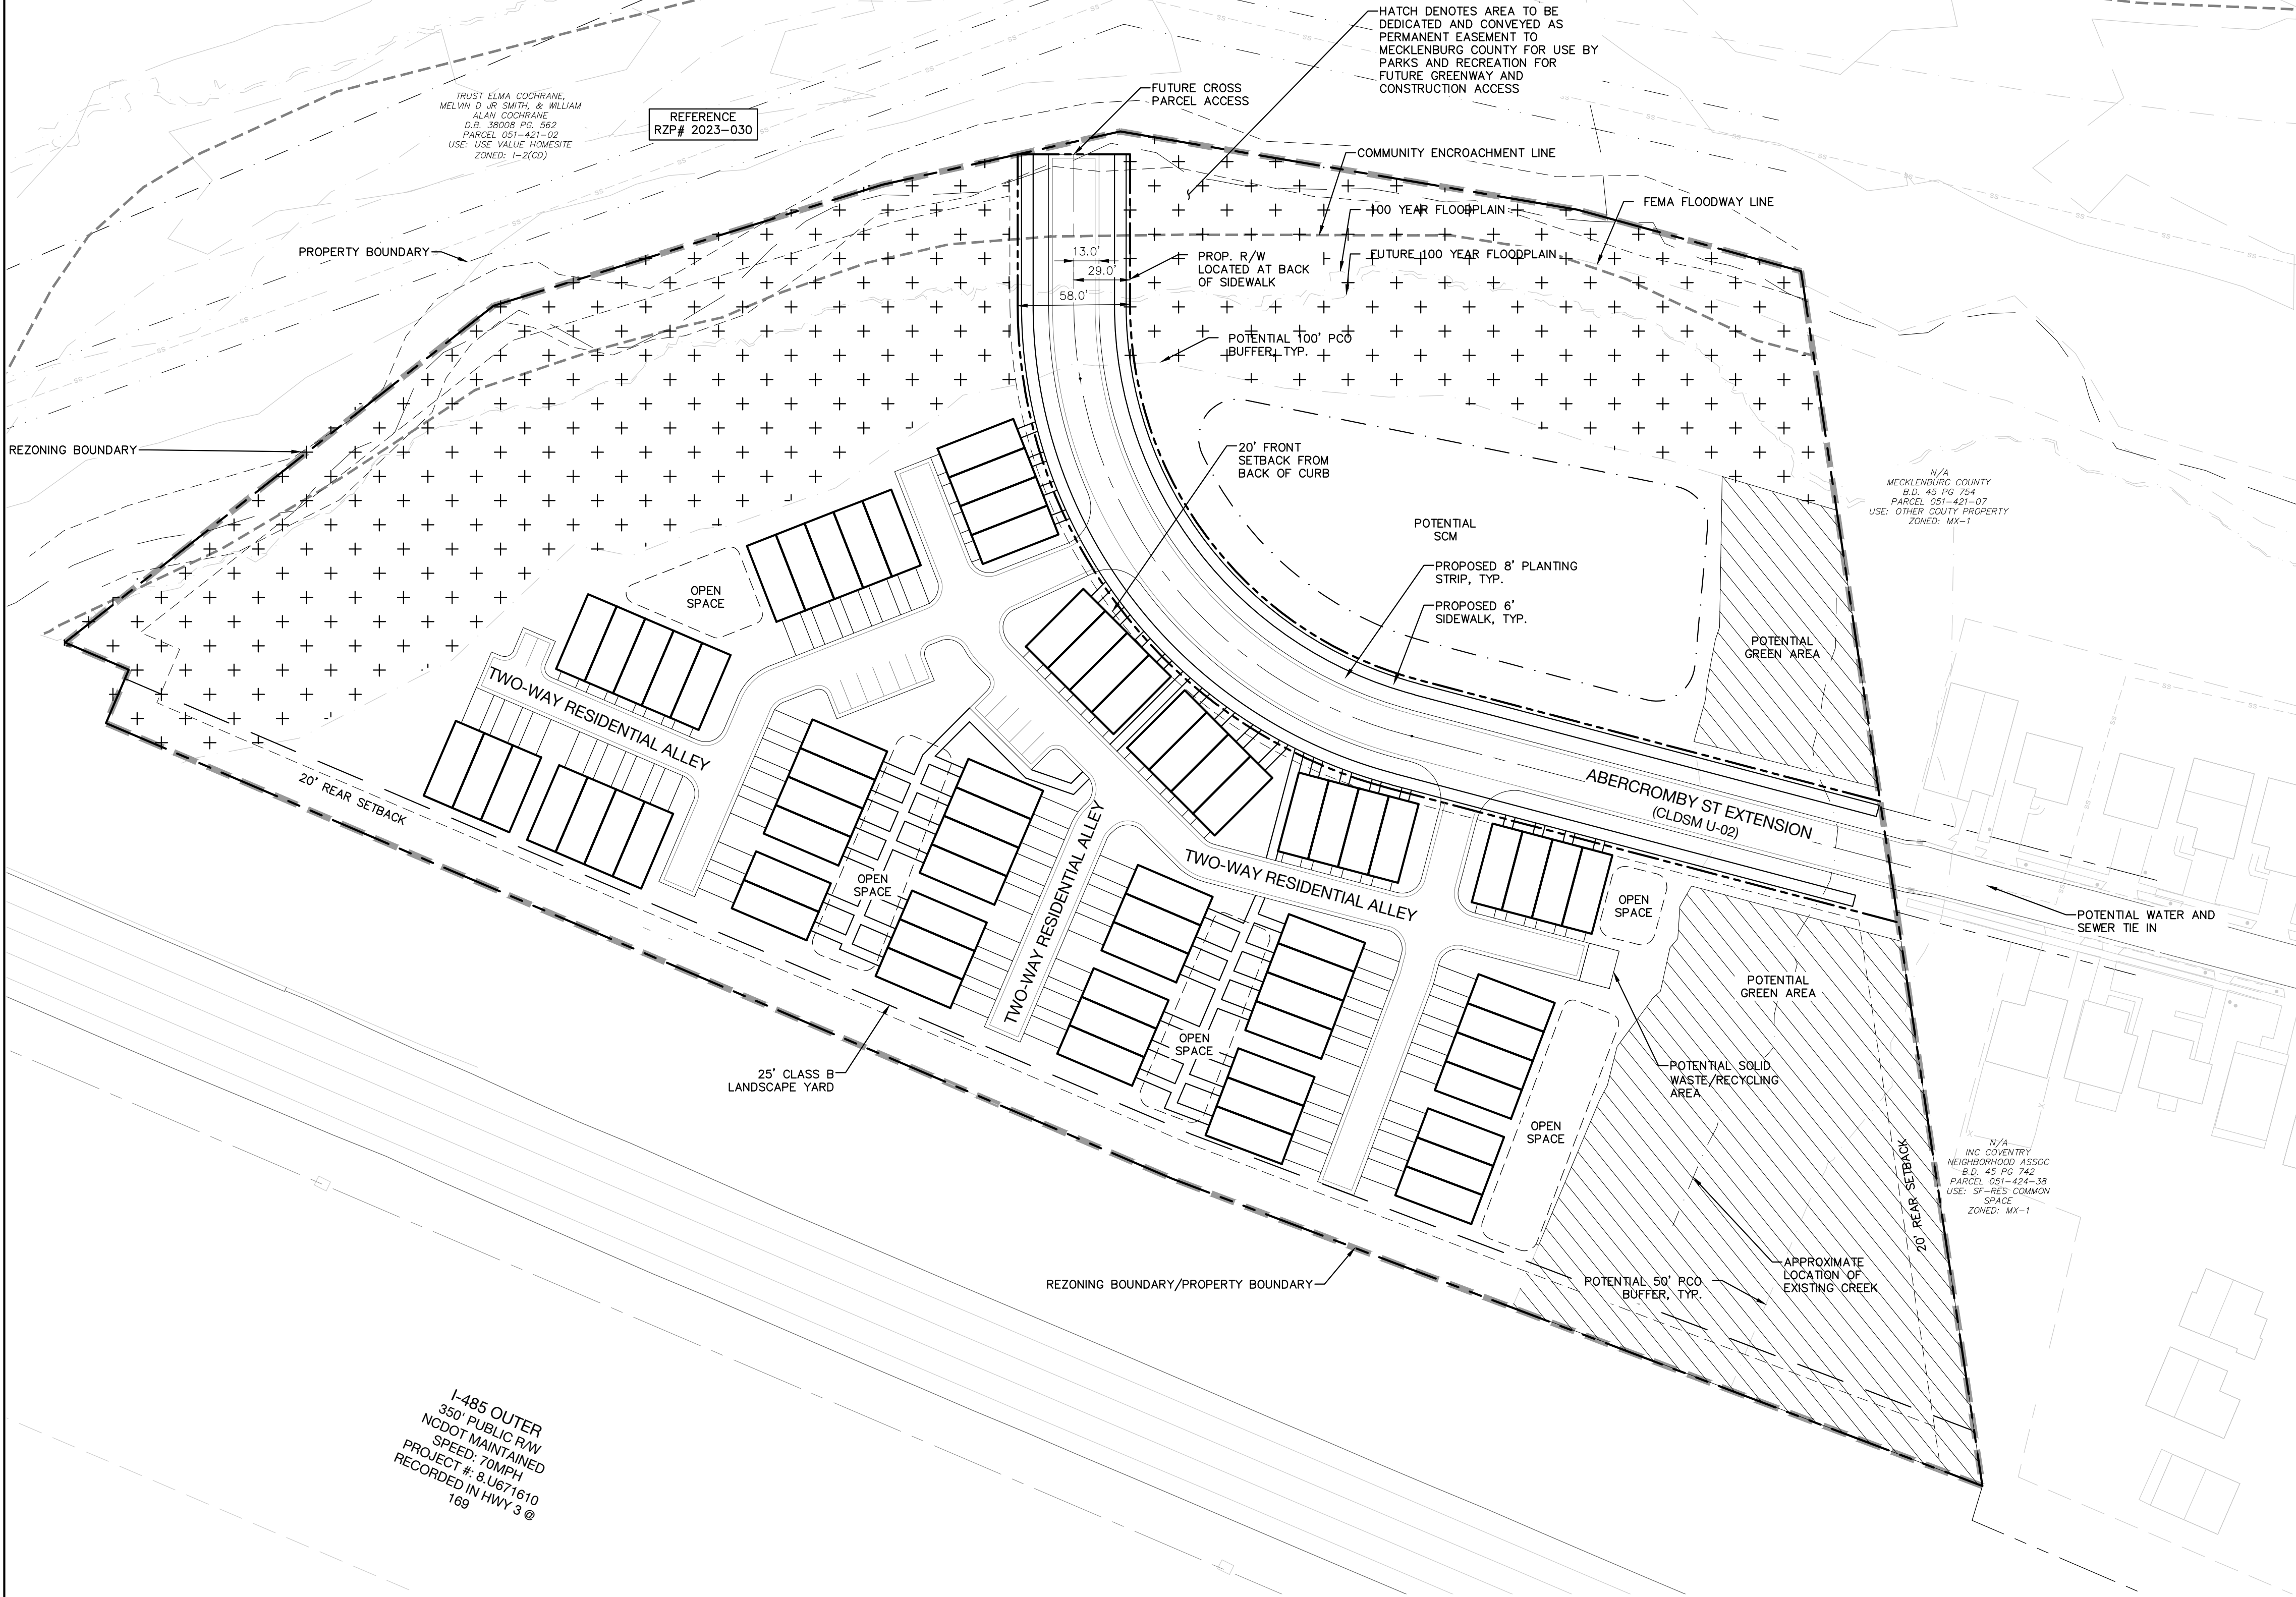 HATCH DENOTES AREA TO BE
DEDICATED AND CONVEYED AS
PERMANENT EASEMENT TO
MECKLENBURG COUNTY FOR USE BY
PARKS AND RECREATION FOR
FUTURE GREENWAY AND
CONSTRUCTION ACCESS
FUTURE CROSS
PARCEL ACCESS
TRUST ELMA COCHRANE,
MELVIN D JR SMITH, & WILLIAM
ALAN COCHRANE
D.B. 38008 PG. 562
PARCEL 051-421-02
USE: USE VALUE HOMESITE
ZONED: I-2(CD)
REFERENCE
RZP# 2023-030
COMMUNITY ENCROACHMENT LINE
100 YEAR FLOODPLAIN
FEMA FLOODWAY LINE
PROPERTY BOUNDARY
FUTURE 100 YEAR FLOODPLAIN
13.0'
29.0'
58.0'
PROP. R/W
LOCATED AT BACK
OF SIDEWALK
POTENTIAL 100' PCO
BUFFER, TYP.
REZONING BOUNDARY
20' FRONT
SETBACK FROM
BACK OF CURB
N/A
MECKLENBURG COUNTY
B.D. 45 PG 754
PARCEL 051-421-07
USE: OTHER COUTY PROPERTY
ZONED: MX-1
POTENTIAL
SCM
PROPOSED 8' PLANTING
STRIP, TYP.
PROPOSED 6'
SIDEWALK, TYP.
OPEN
SPACE
POTENTIAL
GREEN AREA
TWO-WAY RESIDENTIAL ALLEY
20' REAR SETBACK
ABERCROMBY ST EXTENSION
(CLDSM U-02)
TWO-WAY RESIDENTIAL ALLEY
TWO-WAY RESIDENTIAL ALLEY
OPEN
SPACE
OPEN
SPACE
POTENTIAL WATER AND
SEWER TIE IN
POTENTIAL
GREEN AREA
OPEN
SPACE
25' CLASS B
LANDSCAPE YARD
POTENTIAL SOLID
WASTE/RECYCLING
AREA
OPEN
SPACE
20' REAR SETBACK
N/A
INC COVENTRY
NEIGHBORHOOD ASSOC
B.D. 45 PG 742
PARCEL 051-424-38
USE: SF-RES COMMON
SPACE
ZONED: MX-1
REZONING BOUNDARY/PROPERTY BOUNDARY
POTENTIAL 50' PCO
BUFFER, TYP.
APPROXIMATE
LOCATION OF
EXISTING CREEK
I-485 OUTER
350' PUBLIC R/W
NCDOT MAINTAINED
SPEED: 70MPH
PROJECT #: 8.U671610
RECORDED IN HWY 3 @
169